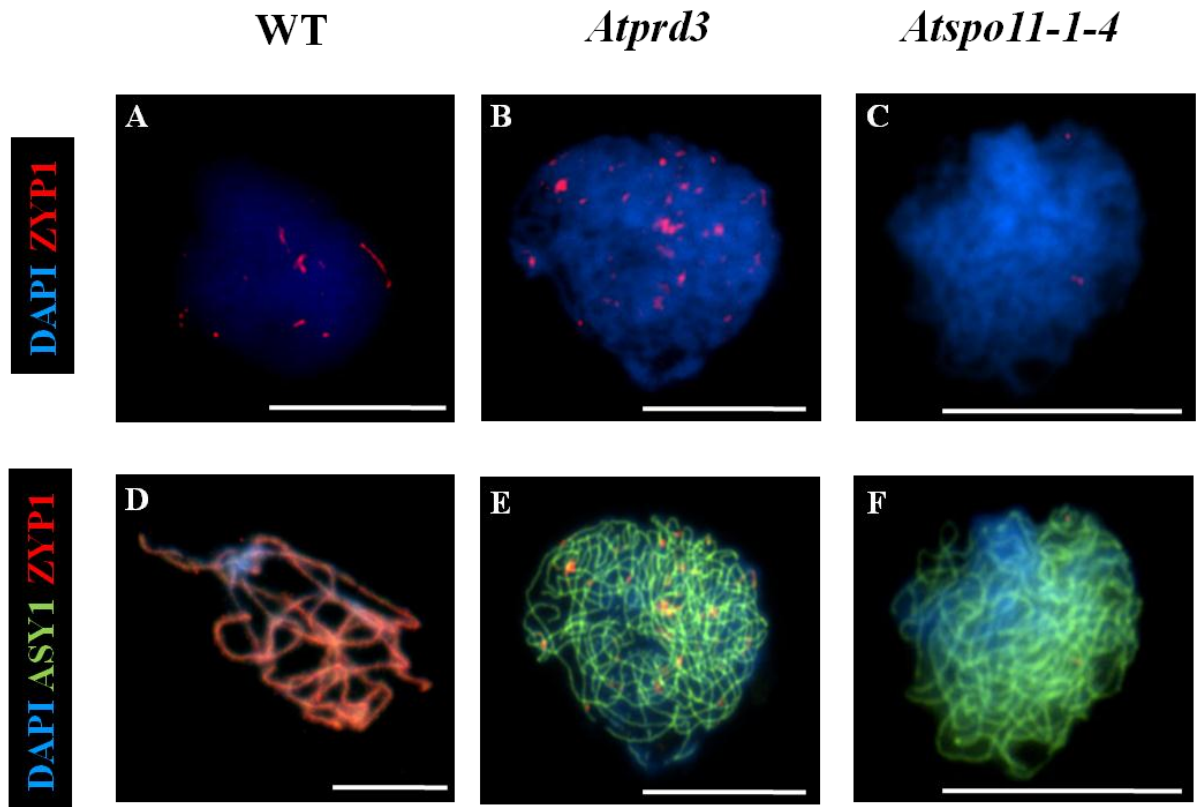 WT Atprd3 Atspo11-1-4
DAPI ZYP1
A B C
DAPI ASY1 ZYP1
D E F